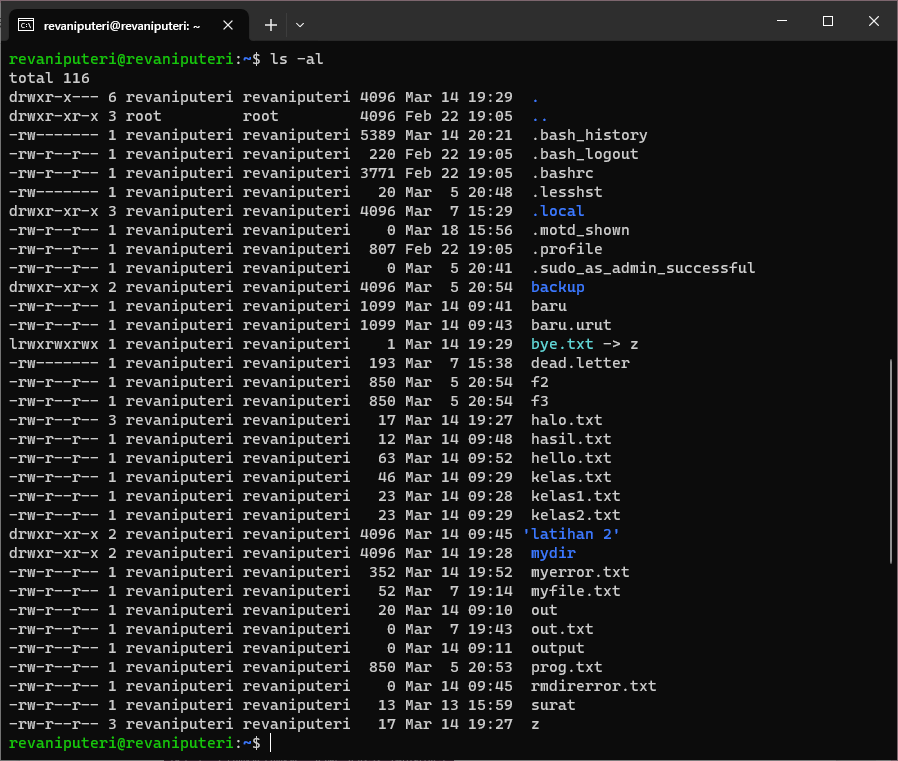 revaniputeri@revaniputeri: ~
revaniputeri@revaniputeri:~$ ls -al
total 116
drwxr-x--- 6 revaniputeri revaniputeri 4096 Mar 14 19:29  .
drwxr-xr-x 3 root         root         4096 Feb 22 19:05  ..
-rw------- 1 revaniputeri revaniputeri 5389 Mar 14 20:21  .bash_history
-rw-r--r-- 1 revaniputeri revaniputeri  220 Feb 22 19:05  .bash_logout
-rw-r--r-- 1 revaniputeri revaniputeri 3771 Feb 22 19:05  .bashrc
-rw------- 1 revaniputeri revaniputeri   20 Mar  5 20:48  .lesshst
drwxr-xr-x 3 revaniputeri revaniputeri 4096 Mar  7 15:29  .local
-rw-r--r-- 1 revaniputeri revaniputeri    0 Mar 18 15:56  .motd_shown
-rw-r--r-- 1 revaniputeri revaniputeri  807 Feb 22 19:05  .profile
-rw-r--r-- 1 revaniputeri revaniputeri    0 Mar  5 20:41  .sudo_as_admin_successful
drwxr-xr-x 2 revaniputeri revaniputeri 4096 Mar  5 20:54  backup
-rw-r--r-- 1 revaniputeri revaniputeri 1099 Mar 14 09:41  baru
-rw-r--r-- 1 revaniputeri revaniputeri 1099 Mar 14 09:43  baru.urut
lrwxrwxrwx 1 revaniputeri revaniputeri    1 Mar 14 19:29  bye.txt -> z
-rw------- 1 revaniputeri revaniputeri  193 Mar  7 15:38  dead.letter
-rw-r--r-- 1 revaniputeri revaniputeri  850 Mar  5 20:54  f2
-rw-r--r-- 1 revaniputeri revaniputeri  850 Mar  5 20:54  f3
-rw-r--r-- 3 revaniputeri revaniputeri   17 Mar 14 19:27  halo.txt
-rw-r--r-- 1 revaniputeri revaniputeri   12 Mar 14 09:48  hasil.txt
-rw-r--r-- 1 revaniputeri revaniputeri   63 Mar 14 09:52  hello.txt
-rw-r--r-- 1 revaniputeri revaniputeri   46 Mar 14 09:29  kelas.txt
-rw-r--r-- 1 revaniputeri revaniputeri   23 Mar 14 09:28  kelas1.txt
-rw-r--r-- 1 revaniputeri revaniputeri   23 Mar 14 09:29  kelas2.txt
drwxr-xr-x 2 revaniputeri revaniputeri 4096 Mar 14 09:45 'latihan 2'
drwxr-xr-x 2 revaniputeri revaniputeri 4096 Mar 14 19:28  mydir
-rw-r--r-- 1 revaniputeri revaniputeri  352 Mar 14 19:52  myerror.txt
-rw-r--r-- 1 revaniputeri revaniputeri   52 Mar  7 19:14  myfile.txt
-rw-r--r-- 1 revaniputeri revaniputeri   20 Mar 14 09:10  out
-rw-r--r-- 1 revaniputeri revaniputeri    0 Mar  7 19:43  out.txt
-rw-r--r-- 1 revaniputeri revaniputeri    0 Mar 14 09:11  output
-rw-r--r-- 1 revaniputeri revaniputeri  850 Mar  5 20:53  prog.txt
-rw-r--r-- 1 revaniputeri revaniputeri    0 Mar 14 09:45  rmdirerror.txt
-rw-r--r-- 1 revaniputeri revaniputeri   13 Mar 13 15:59  surat
-rw-r--r-- 3 revaniputeri revaniputeri   17 Mar 14 19:27  z
revaniputeri@revaniputeri:~$